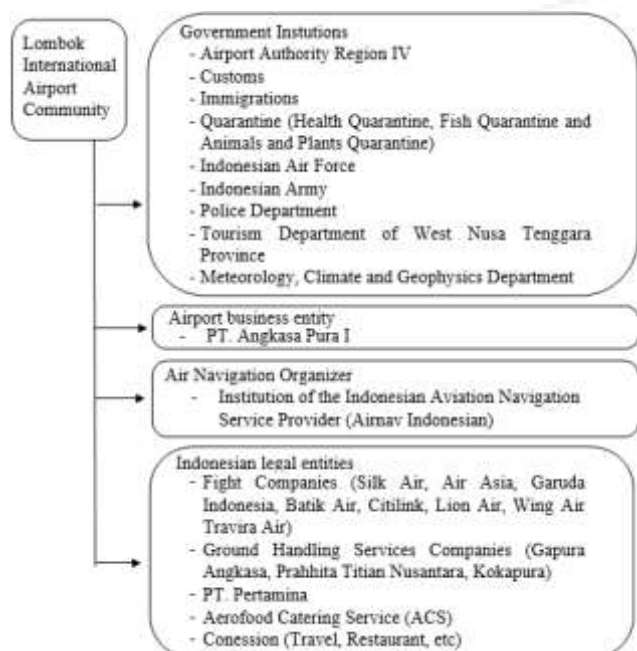 Lombok
International
Airport
Community
Government Instutions
- Airport Authority Region IV
- Customs
- Immigrations
- Quarantine (Health Quarantine, Fish Quarantine and
Animals and Plants Quarantine)
- Indonesian Air Force
- Indonesian Army
- Police Department
- Tourism Department of West Nusa Tenggara
Province
- Meteorology, Climate and Geophysics Department
Airport business entity
- PT. Angkasa Pura I
Air Navigation Organizer
- Institution of the Indonesian Aviation Navigation
Service Provider (Airnav Indonesian)
Indonesian legal entities
- Fight Companies (Silk Air, Air Asia, Garuda
Indonesia, Batik Air, Citilink, Lion Air, Wing Air
Travira Air)
- Ground Handling Services Companies (Gapura
Angkasa, Prahhita Titian Nusantara, Kokapura)
- PT. Pertamina
- Aerofood Catering Service (ACS)
- Conession (Travel, Restaurant, etc)